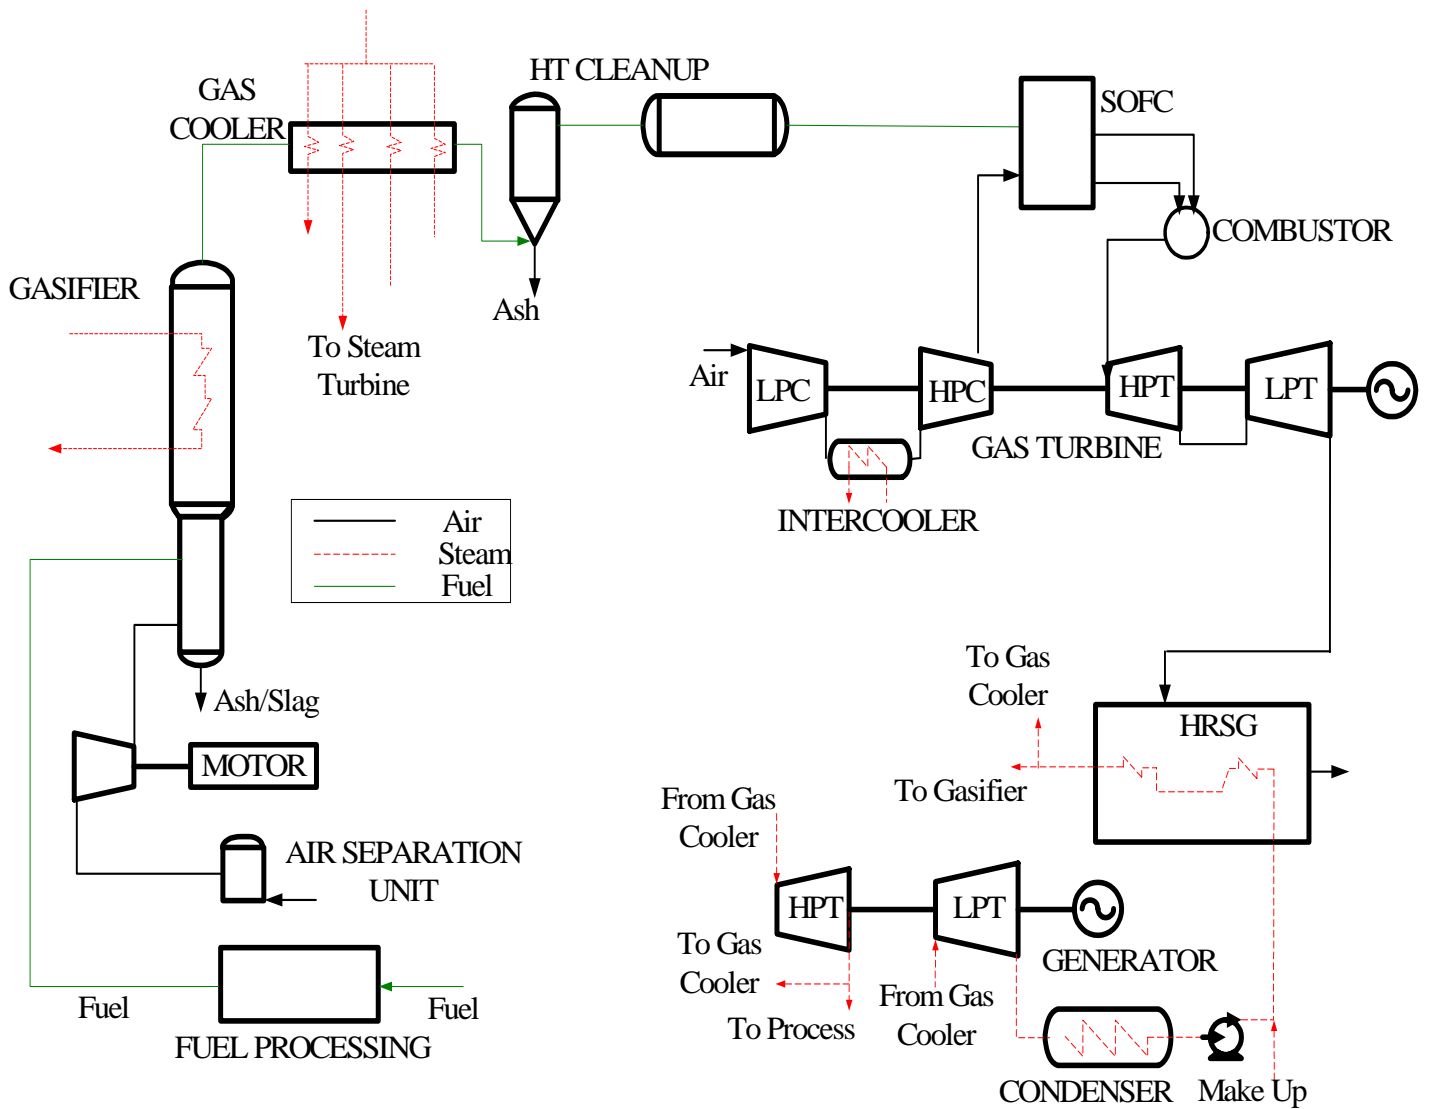 HT CLEANUP
GAS
COOLER
SOFC
COMBUSTOR
GASIFIER
Ash
To Steam
Turbine
Air
LPC
HPC
HPT
LPT
GAS TURBINE
INTERCOOLER
Air
Steam
Fuel
Ash/Slag
MOTOR
AIR SEPARATION
UNIT
Fuel
Fuel
FUEL PROCESSING
To Gas
Cooler
HRSG
To Gasifier
From Gas
Cooler
HPT
LPT
To Gas
Cooler
To Process
From Gas
Cooler
GENERATOR
CONDENSER
Make Up